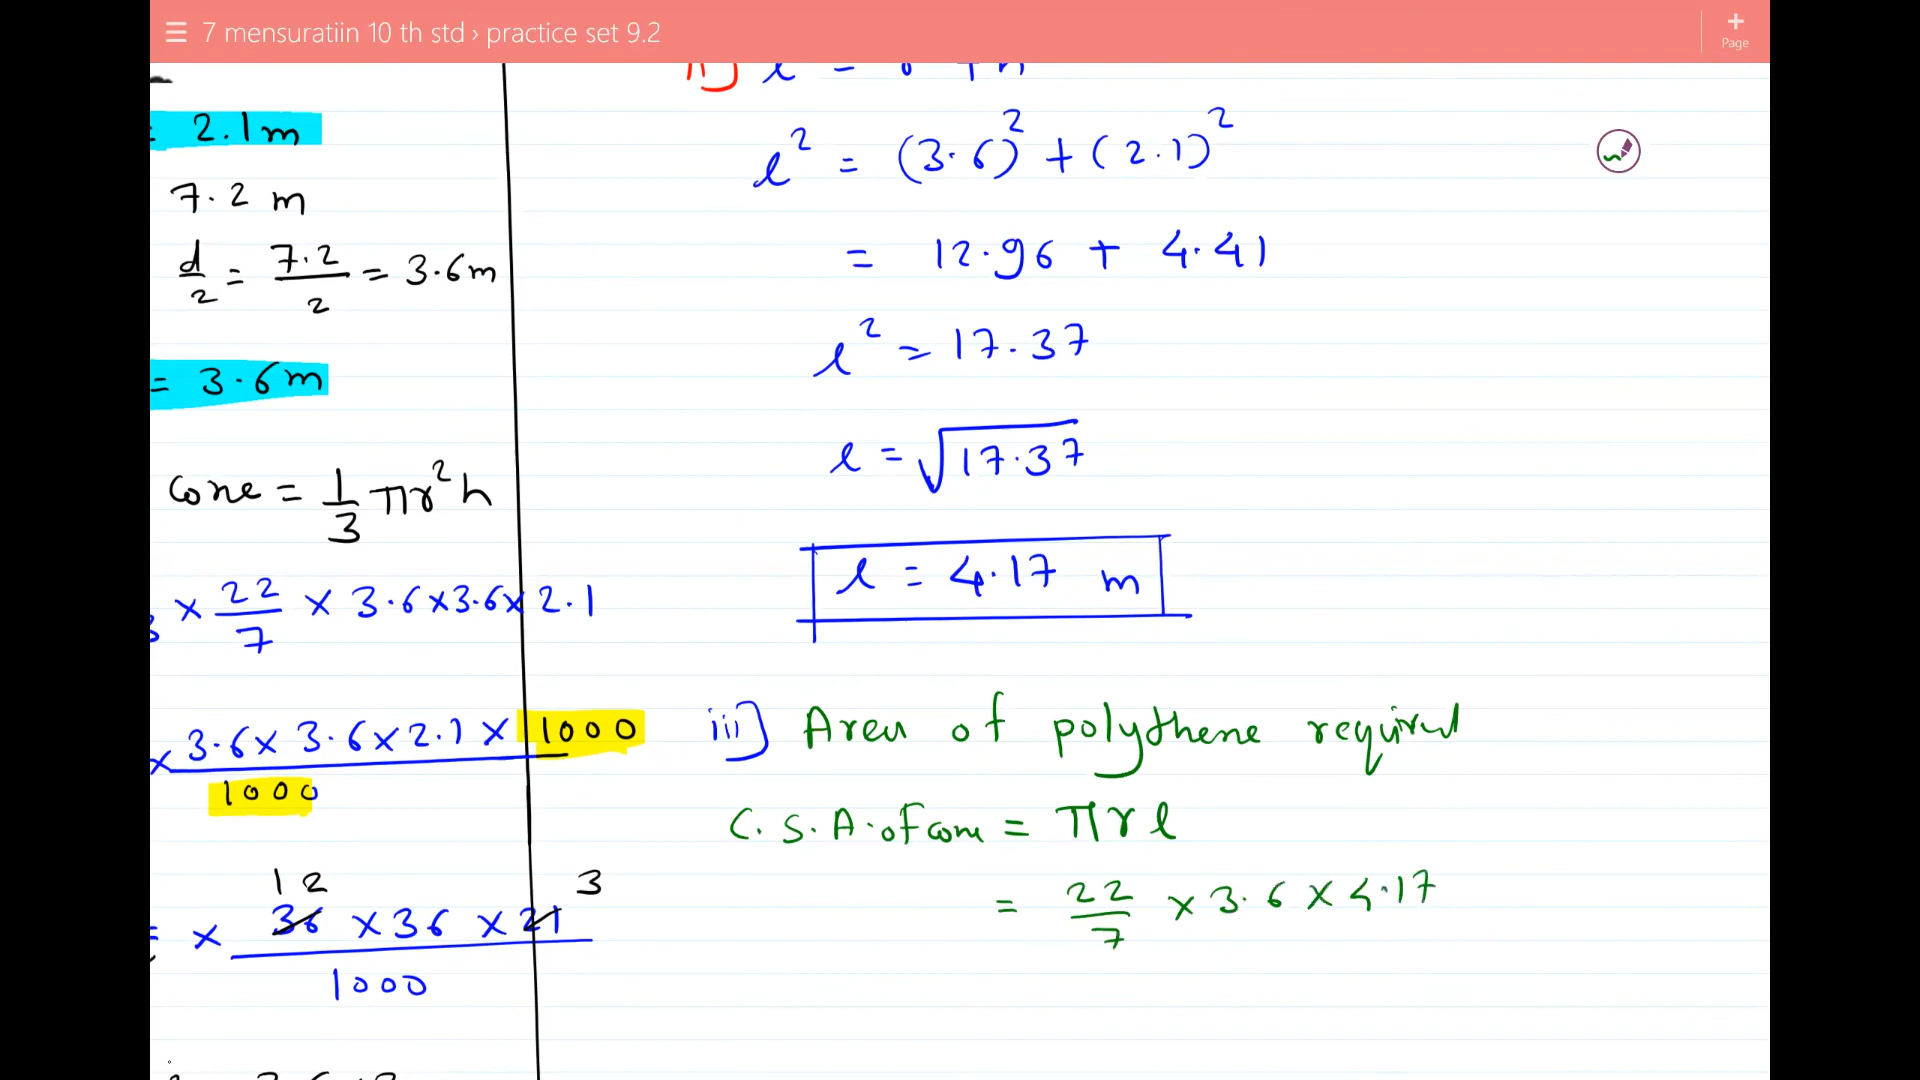 7 mensuratiin 10 th std › practice set 9.2
Page
= 2.1m
7.2 m
d/2 = 7.2/2 = 3.6m
= 3.6m
cone = 1/3 πr²h
× 22/7 × 3.6×3.6×2.1
× 3.6×3.6×2.1×1000
1000
12 3
= × 36 ×36 ×21
1000
ii)
l² = (3.6)² + (2.1)²
= 12.96 + 4.41
l² = 17.37
l = √17.37
l = 4.17 m
iii) Area of polythene required
C.S.A. of cone = πrl
= 22/7 × 3.6 × 4.17